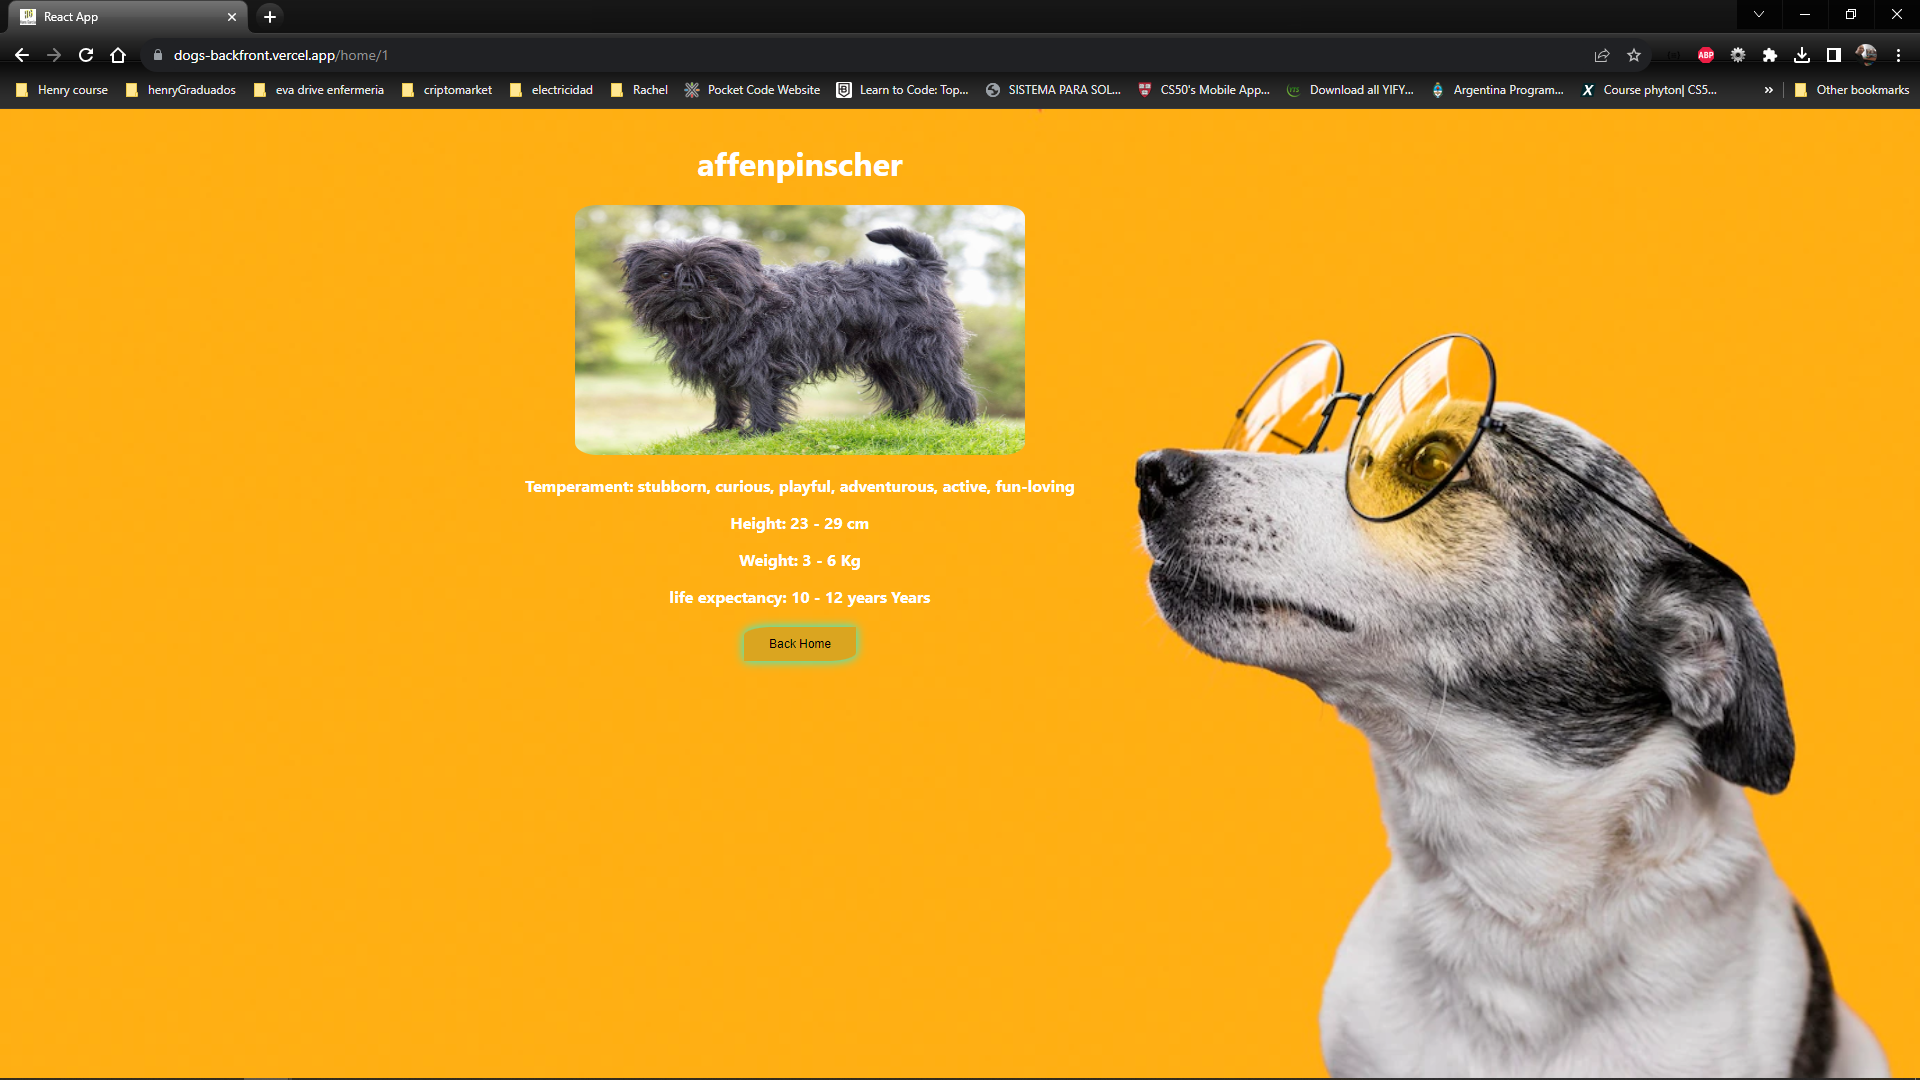 React App
dogs-backfront.vercel.app/home/1
ABP
Henry course
henryGraduados
eva drive enfermeria
criptomarket
electricidad
Rachel
Pocket Code Website
Learn to Code: Top...
SISTEMA PARA SOL...
CS50's Mobile App...
Download all YIFY...
Argentina Program...
Course phyton| CS5...
»
Other bookmarks
affenpinscher
Temperament: stubborn, curious, playful, adventurous, active, fun-loving
Height: 23 - 29 cm
Weight: 3 - 6 Kg
life expectancy: 10 - 12 years Years
Back Home